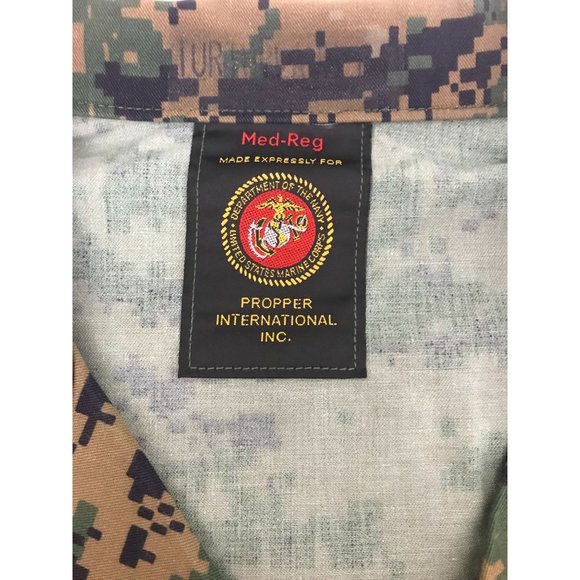 Med-Reg
MADE EXPRESSLY FOR
DEPARTMENT OF THE NAVY
UNITED STATES MARINE CORPS
PROPPER
INTERNATIONAL
INC.